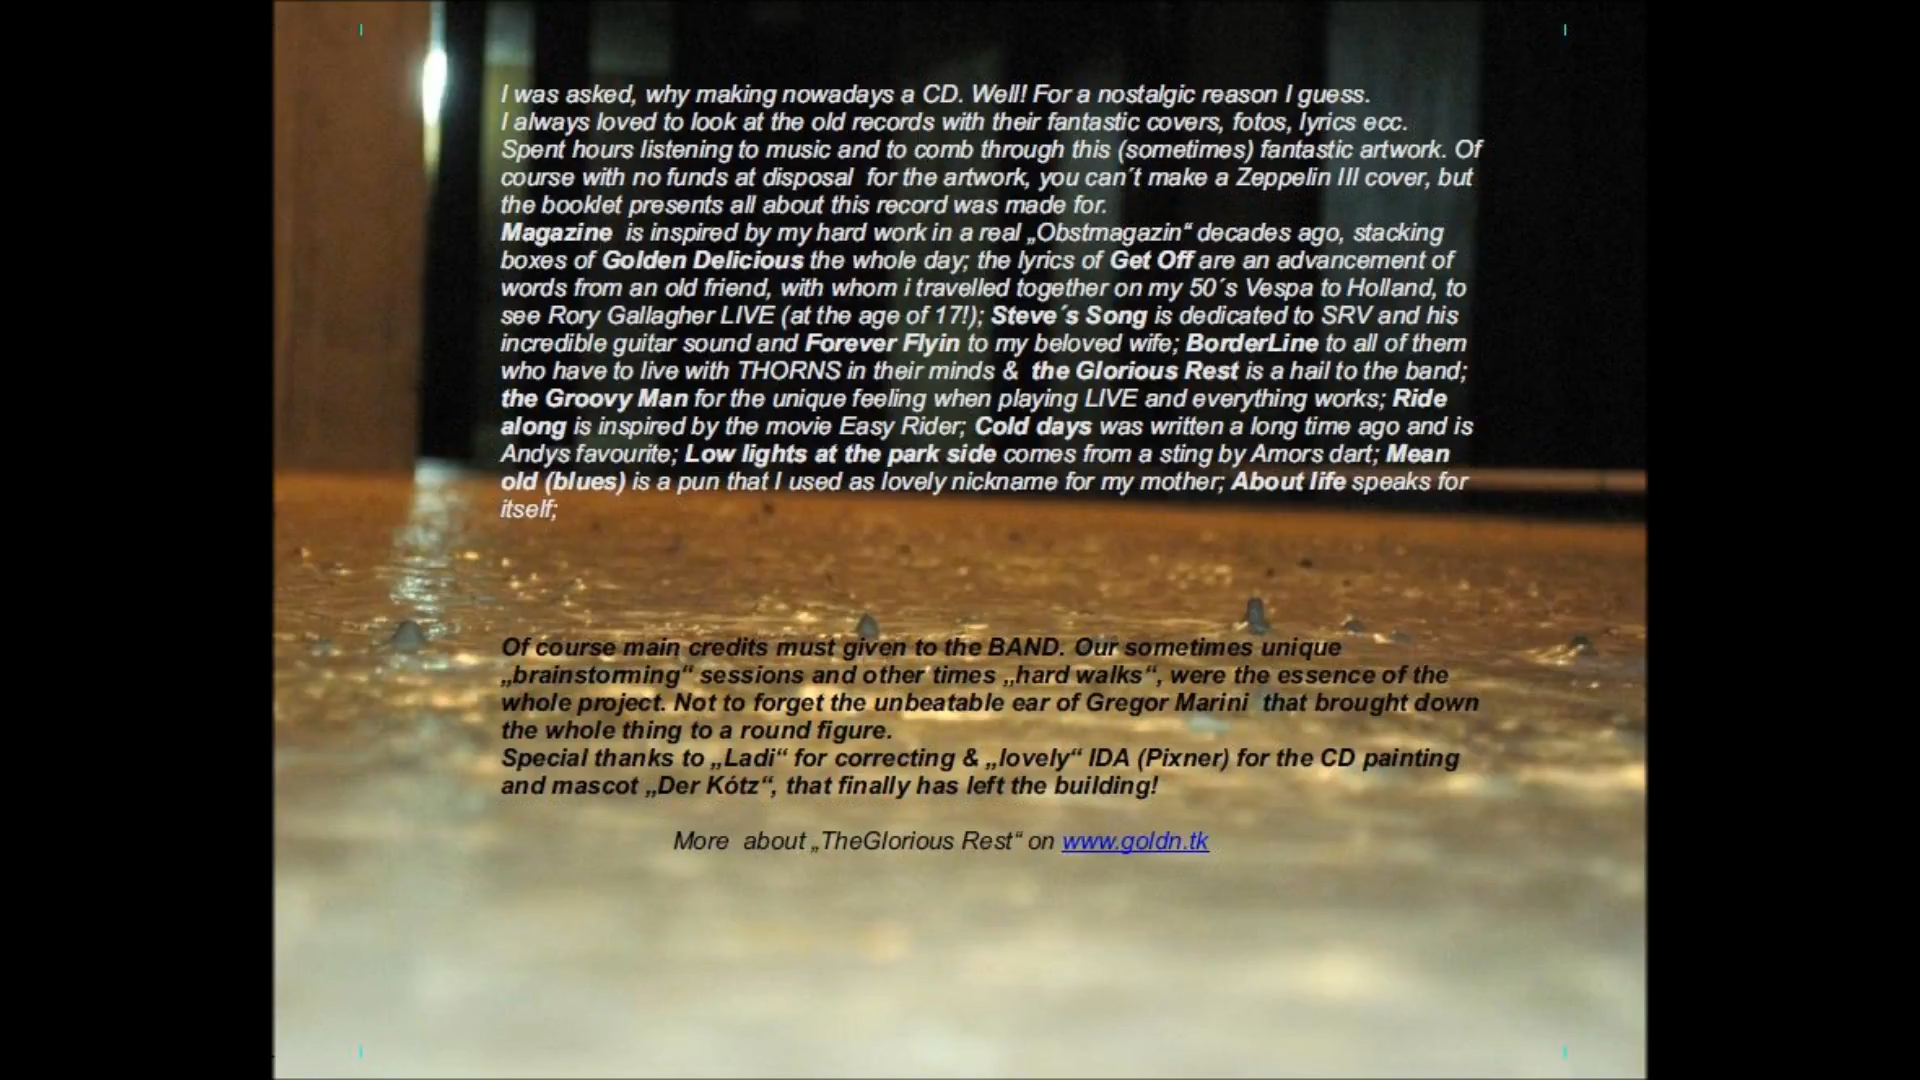 I was asked, why making nowadays a CD. Well! For a nostalgic reason I guess.
I always loved to look at the old records with their fantastic covers, fotos, lyrics ecc.
Spent hours listening to music and to comb through this (sometimes) fantastic artwork. Of
course with no funds at disposal for the artwork, you can´t make a Zeppelin III cover, but
the booklet presents all about this record was made for.
Magazine is inspired by my hard work in a real „Obstmagazin“ decades ago, stacking
boxes of Golden Delicious the whole day; the lyrics of Get Off are an advancement of
words from an old friend, with whom i travelled together on my 50´s Vespa to Holland, to
see Rory Gallagher LIVE (at the age of 17!); Steve´s Song is dedicated to SRV and his
incredible guitar sound and Forever Flyin to my beloved wife; BorderLine to all of them
who have to live with THORNS in their minds & the Glorious Rest is a hail to the band;
the Groovy Man for the unique feeling when playing LIVE and everything works; Ride
along is inspired by the movie Easy Rider; Cold days was written a long time ago and is
Andys favourite; Low lights at the park side comes from a sting by Amors dart; Mean
old (blues) is a pun that I used as lovely nickname for my mother; About life speaks for
itself;
Of course main credits must given to the BAND. Our sometimes unique
„brainstorming“ sessions and other times „hard walks“, were the essence of the
whole project. Not to forget the unbeatable ear of Gregor Marini that brought down
the whole thing to a round figure.
Special thanks to „Ladi“ for correcting & „lovely“ IDA (Pixner) for the CD painting
and mascot „Der Kótz“, that finally has left the building!
More about „TheGlorious Rest“ on www.goldn.tk